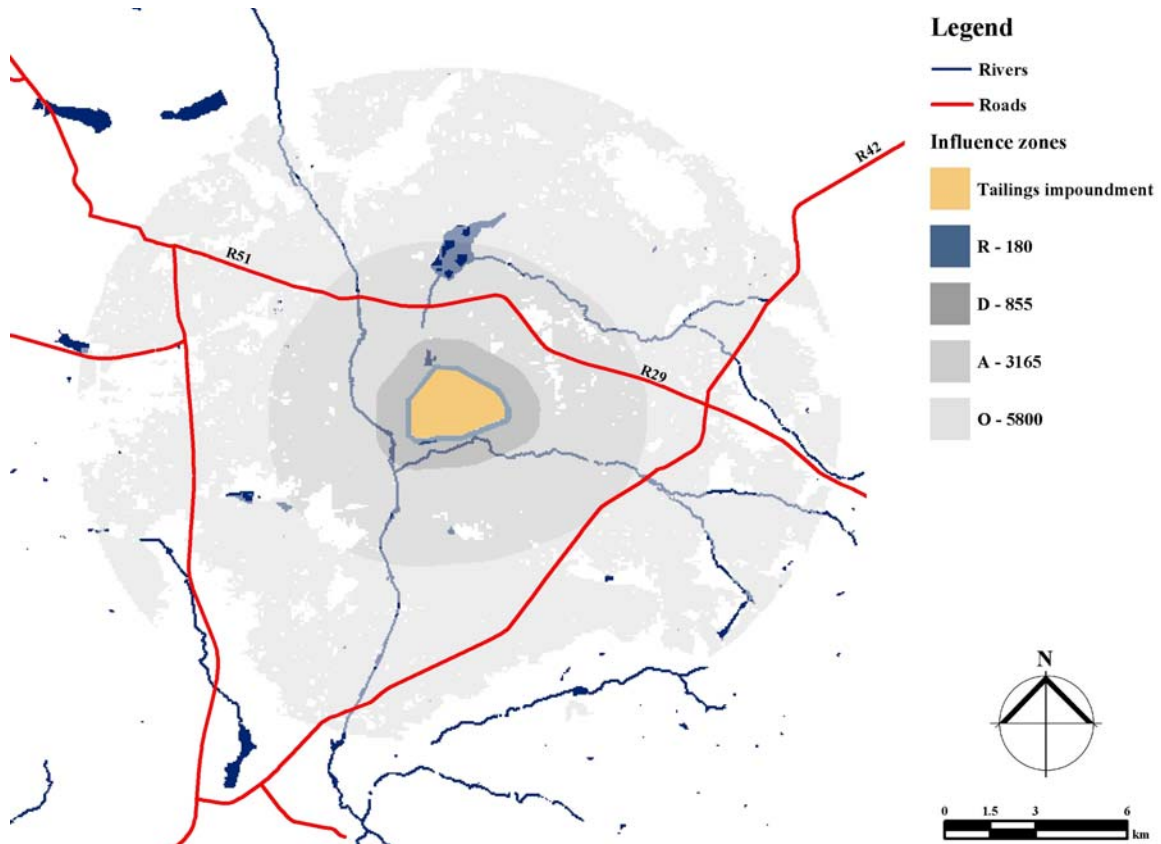 Legend
Rivers
Roads
Influence zones
Tailings impoundment
R - 180
D - 855
A - 3165
O - 5800
R42
R51
R29
N
0 1.5 3 6
km